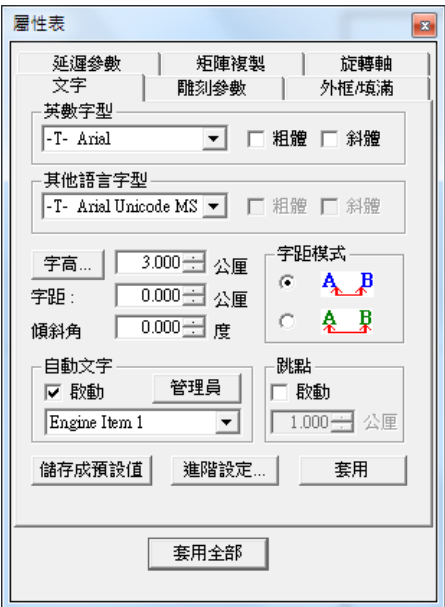 屬性表
延遲參數 矩陣複製 旋轉軸
文字 雕刻參數 外框/填滿
英數字型
-T- Arial 粗體 斜體
其他語言字型
-T- Arial Unicode MS 粗體 斜體
字高... 3.000 公厘
字距： 0.000 公厘
傾斜角 0.000 度
字距模式
A B
A B
自動文字
啟動 管理員
Engine Item 1
跳點
啟動
1.000 公厘
儲存成預設值 進階設定... 套用
套用全部